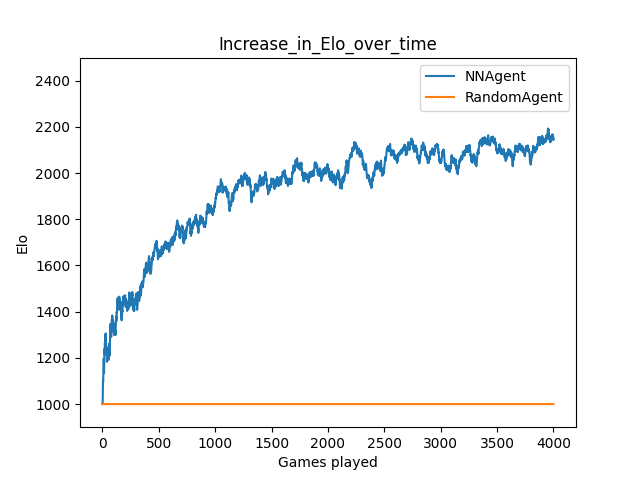 Increase_in_Elo_over_time
NNAgent
RandomAgent
Elo
2400
2200
2000
1800
1600
1400
1200
1000
0 500 1000 1500 2000 2500 3000 3500 4000
Games played